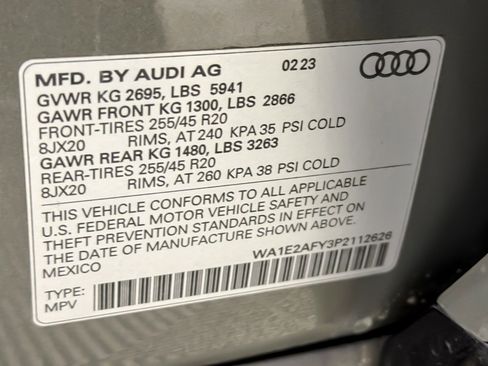 MFD. BY AUDI AG 02 23
GVWR KG 2695, LBS 5941
GAWR FRONT KG 1300, LBS 2866
FRONT-TIRES 255/45 R20
8JX20 RIMS, AT 240 KPA 35 PSI COLD
GAWR REAR KG 1480, LBS 3263
REAR-TIRES 255/45 R20
8JX20 RIMS, AT 260 KPA 38 PSI COLD
THIS VEHICLE CONFORMS TO ALL APPLICABLE
U.S. FEDERAL MOTOR VEHICLE SAFETY AND
THEFT PREVENTION STANDARDS IN EFFECT ON
THE DATE OF MANUFACTURE SHOWN ABOVE.
MEXICO WA1E2AFY3P2112626
TYPE:
MPV